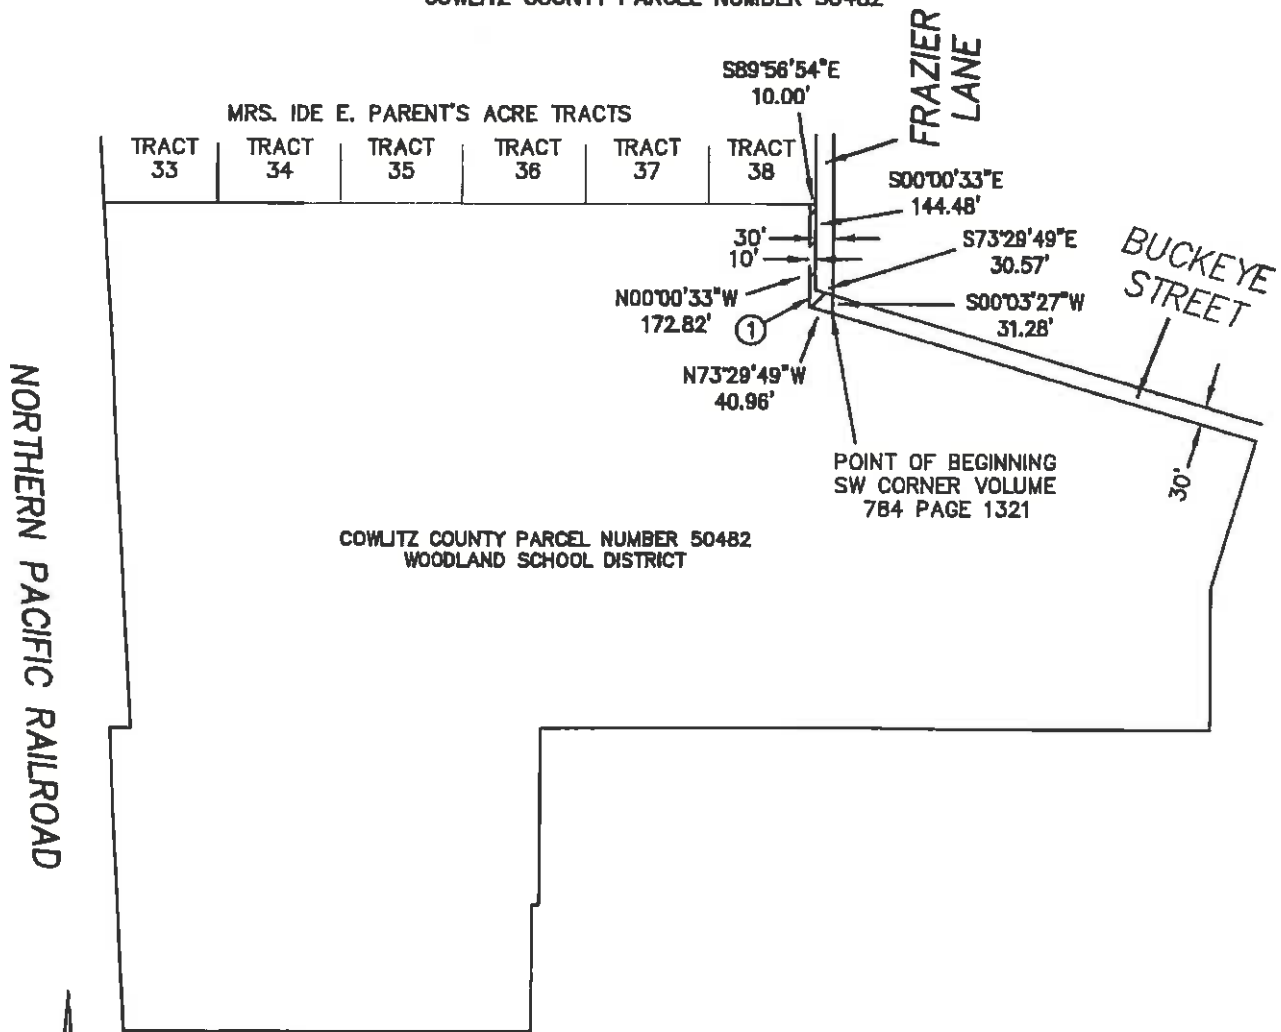 COWLITZ COUNTY PARCEL NUMBER 50482
FRAZIER
LANE
S89°56'54"E
10.00'
MRS. IDE E. PARENT'S ACRE TRACTS
TRACT
33
TRACT
34
TRACT
35
TRACT
36
TRACT
37
TRACT
38
S00°00'33"E
144.48'
30'
10'
S73°29'49"E
30.57'
BUCKEYE
STREET
N00°00'33"W
172.82'
1
S00°03'27"W
31.28'
N73°29'49"W
40.96'
POINT OF BEGINNING
SW CORNER VOLUME
784 PAGE 1321
30'
COWLITZ COUNTY PARCEL NUMBER 50482
WOODLAND SCHOOL DISTRICT
NORTHERN PACIFIC RAILROAD